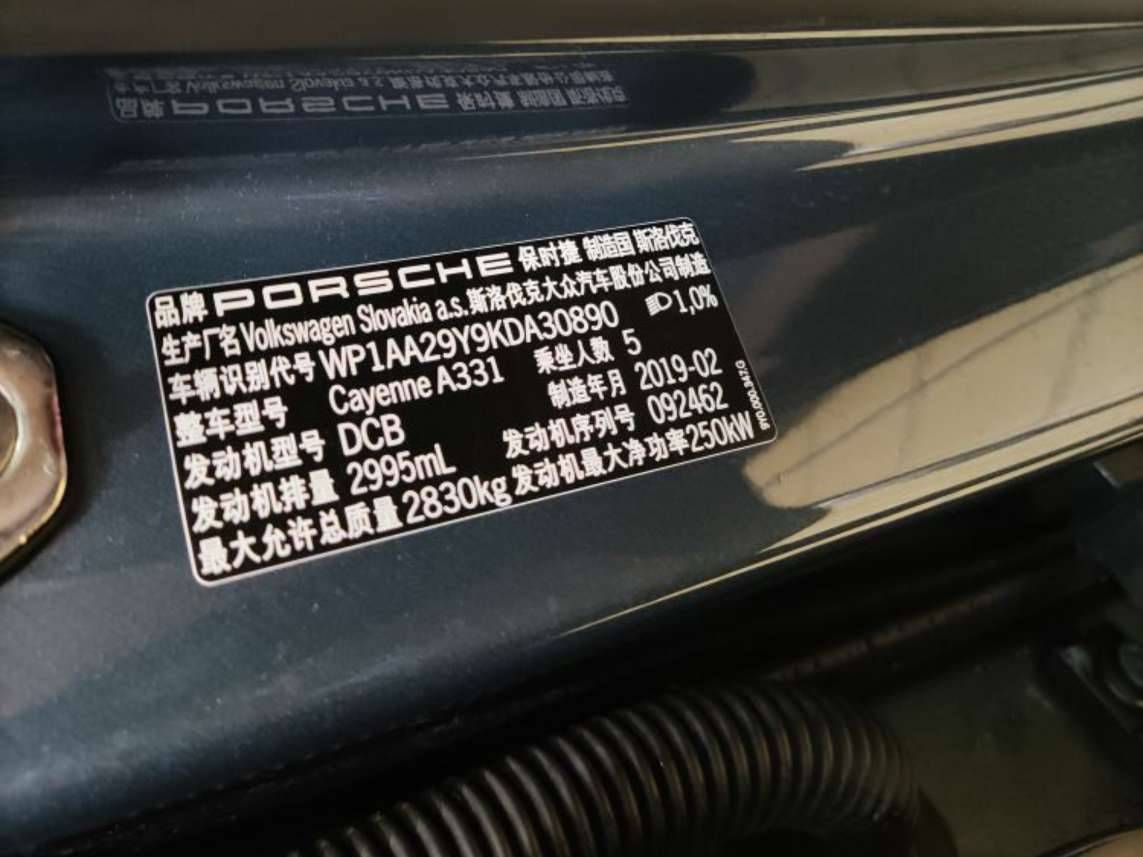 品牌 PORSCHE 保时捷 制造国 斯洛伐克
生产厂名 Volkswagen Slovakia a.s. 斯洛伐克大众汽车股份公司制造
车辆识别代号 WP1AA29Y9KDA30890 1,0%
整车型号 Cayenne A331 乘坐人数 5
发动机型号 DCB 制造年月 2019-02
发动机排量 2995mL 发动机序列号 092462
最大允许总质量 2830kg 发动机最大净功率 250kW